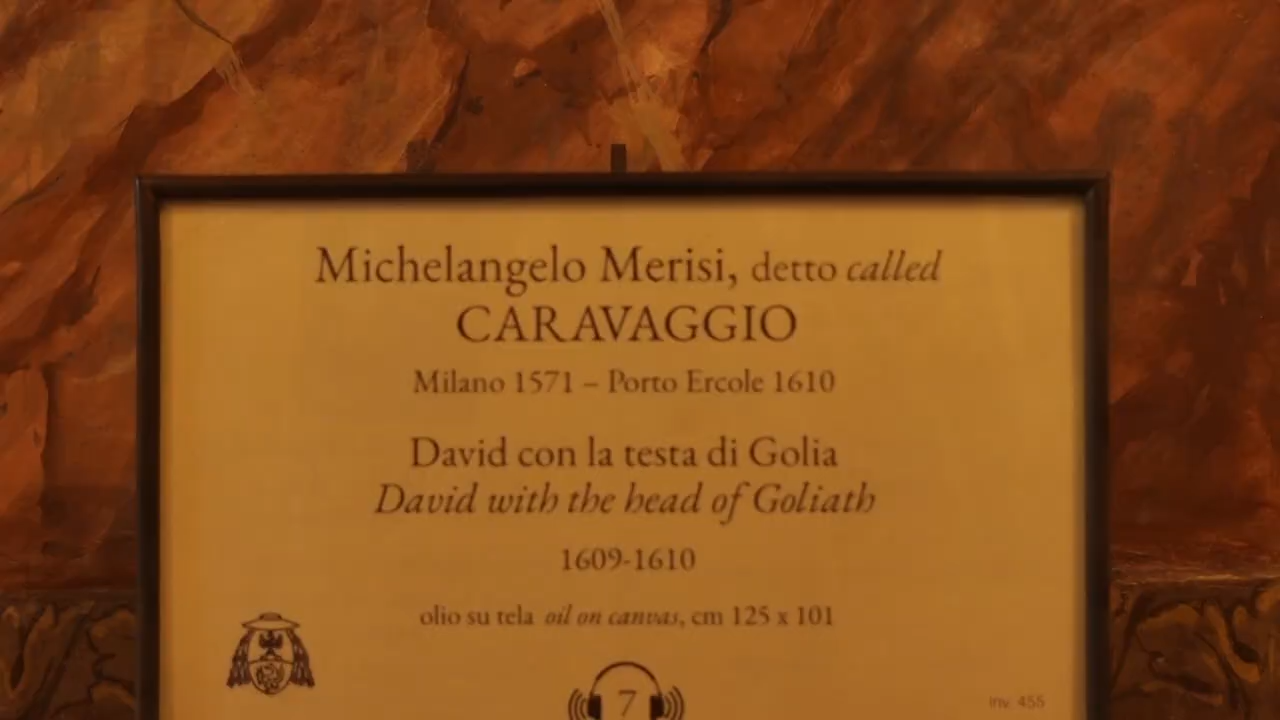 Michelangelo Merisi, detto called
CARAVAGGIO
Milano 1571 – Porto Ercole 1610
David con la testa di Golia
David with the head of Goliath
1609-1610
olio su tela oil on canvas, cm 125 x 101
7
inv. 455